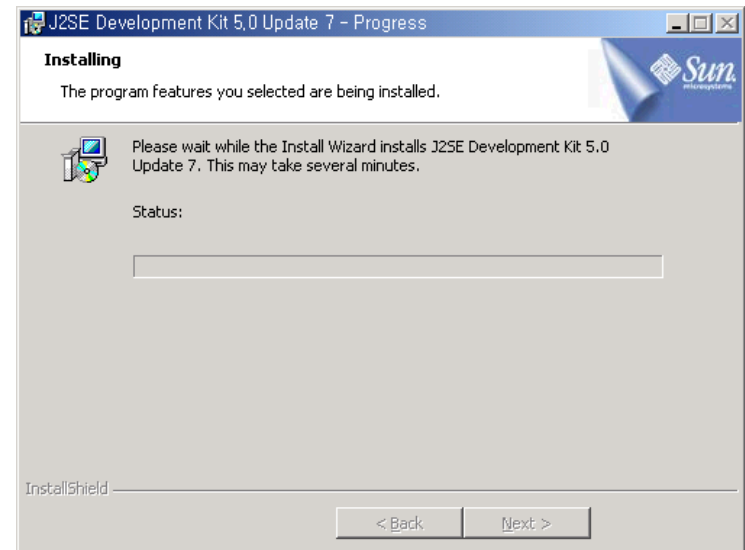 J2SE Development Kit 5,0 Update 7 - Progress
Installing
The program features you selected are being installed.
Sun
microsystems
Please wait while the Install Wizard installs J2SE Development Kit 5.0
Update 7. This may take several minutes.
Status:
InstallShield
< Back
Next >